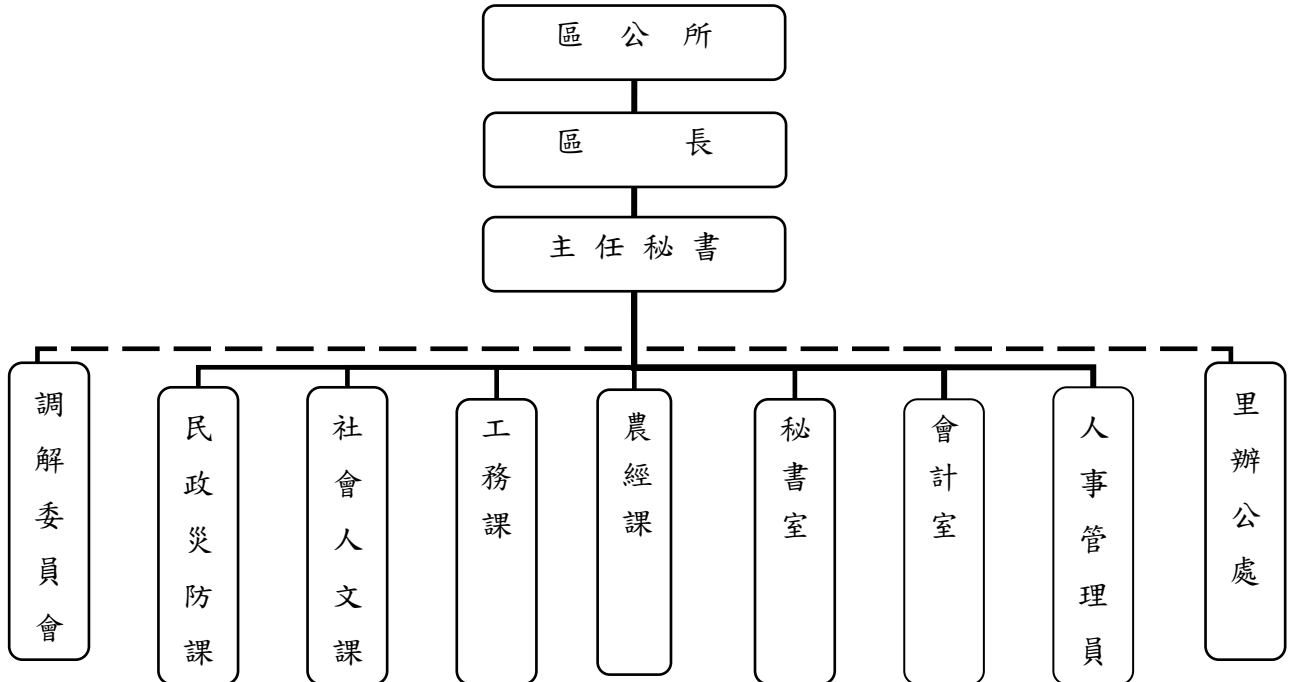 區公所
區長
主任秘書
調解委員會
民政災防課
社會人文課
工務課
農經課
秘書室
會計室
人事管理員
里辦公處